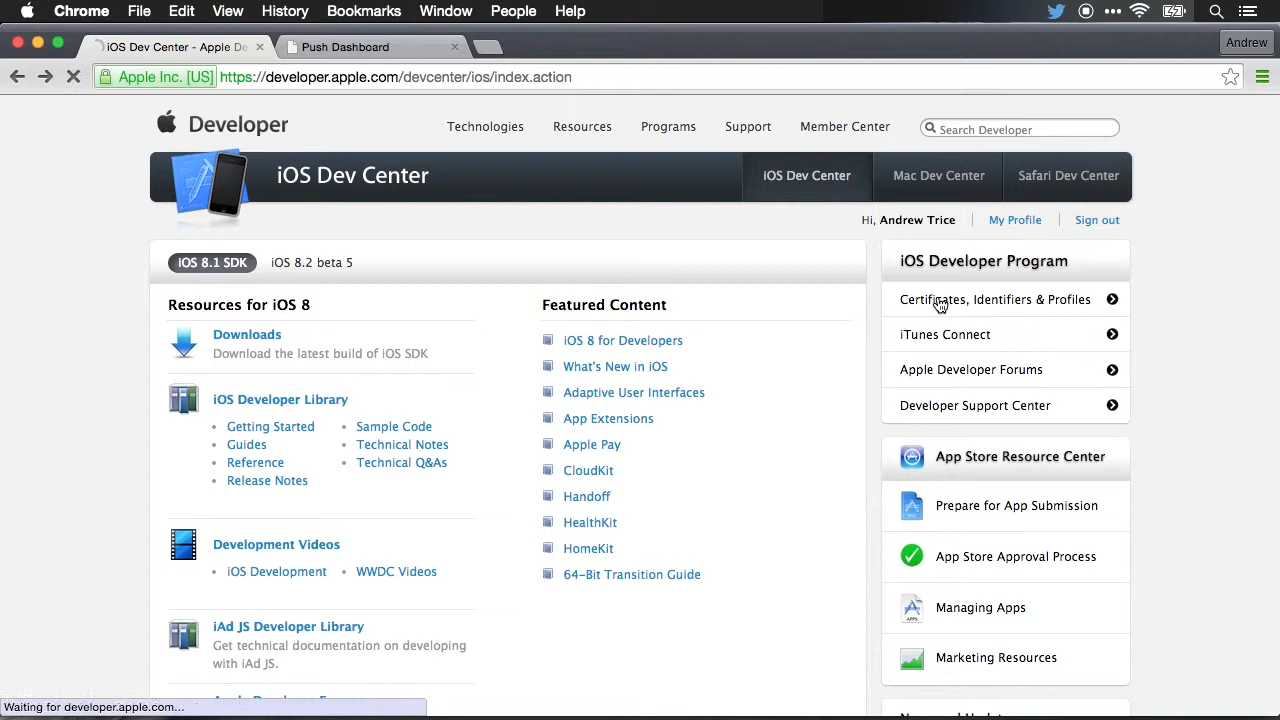 Chrome File Edit View History Bookmarks Window People Help
iOS Dev Center - Apple De
Push Dashboard
Andrew
Apple Inc. [US] https://developer.apple.com/devcenter/ios/index.action
Developer
Technologies Resources Programs Support Member Center
Search Developer
iOS Dev Center
iOS Dev Center Mac Dev Center Safari Dev Center
Hi, Andrew Trice My Profile Sign out
iOS 8.1 SDK iOS 8.2 beta 5
Resources for iOS 8
Downloads
Download the latest build of iOS SDK
iOS Developer Library
Getting Started Sample Code
Guides Technical Notes
Reference Technical Q&As
Release Notes
Development Videos
iOS Development WWDC Videos
iAd JS Developer Library
Get technical documentation on developing
with iAd JS.
Featured Content
iOS 8 for Developers
What's New in iOS
Adaptive User Interfaces
App Extensions
Apple Pay
CloudKit
Handoff
HealthKit
HomeKit
64-Bit Transition Guide
iOS Developer Program
Certificates, Identifiers & Profiles
iTunes Connect
Apple Developer Forums
Developer Support Center
App Store Resource Center
Prepare for App Submission
App Store Approval Process
APPS
Managing Apps
Marketing Resources
Waiting for developer.apple.com...